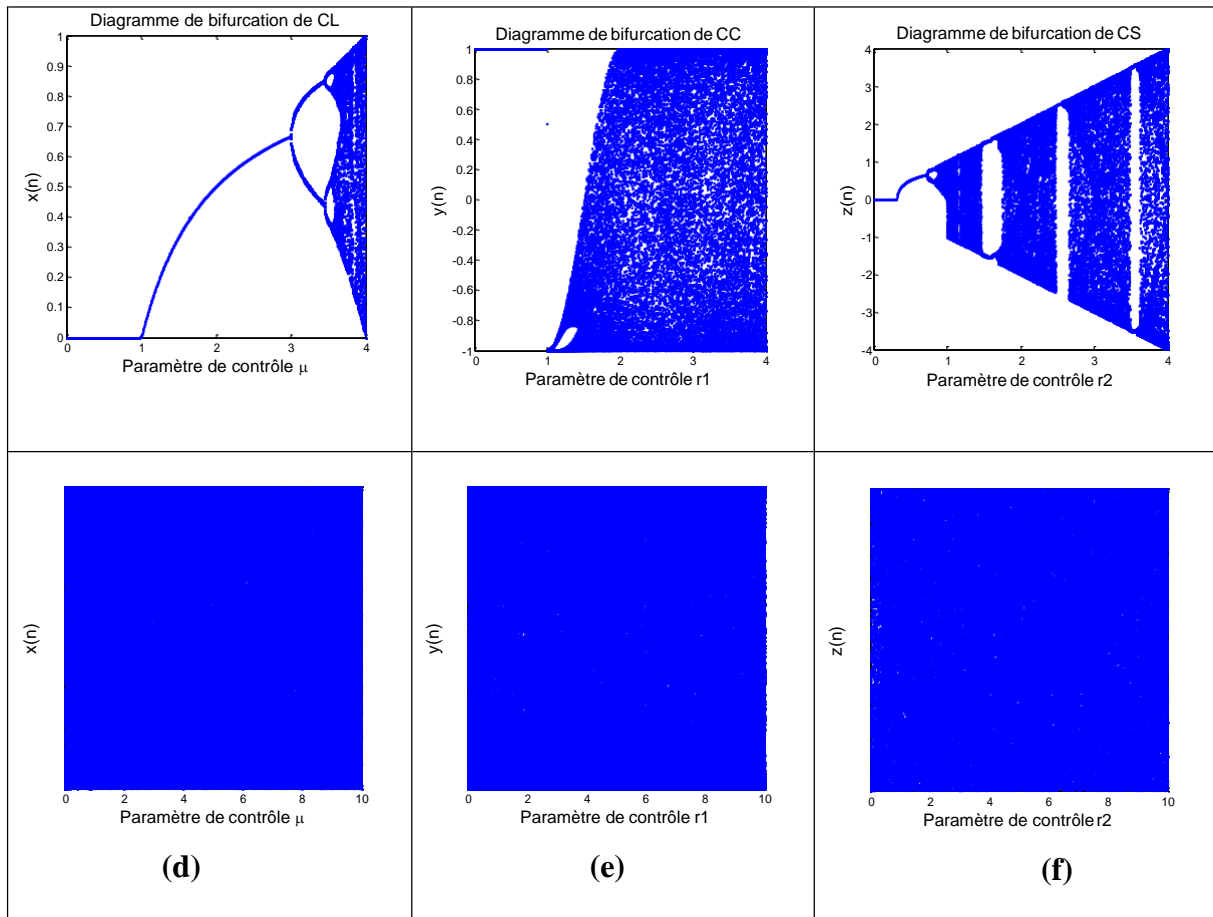 Diagramme de bifurcation de CL
1
0.9
0.8
0.7
0.6
0.5
0.4
0.3
0.2
0.1
0
x(n)
0 1 2 3 4
Paramètre de contrôle μ
Diagramme de bifurcation de CC
1
0.8
0.6
0.4
0.2
0
-0.2
-0.4
-0.6
-0.8
-1
y(n)
0 1 2 3 4
Paramètre de contrôle r1
Diagramme de bifurcation de CS
4
3
2
1
0
-1
-2
-3
-4
z(n)
0 1 2 3 4
Paramètre de contrôle r2
x(n)
0 2 4 6 8 10
Paramètre de contrôle μ
(d)
y(n)
0 2 4 6 8 10
Paramètre de contrôle r1
(e)
z(n)
0 2 4 6 8 10
Paramètre de contrôle r2
(f)